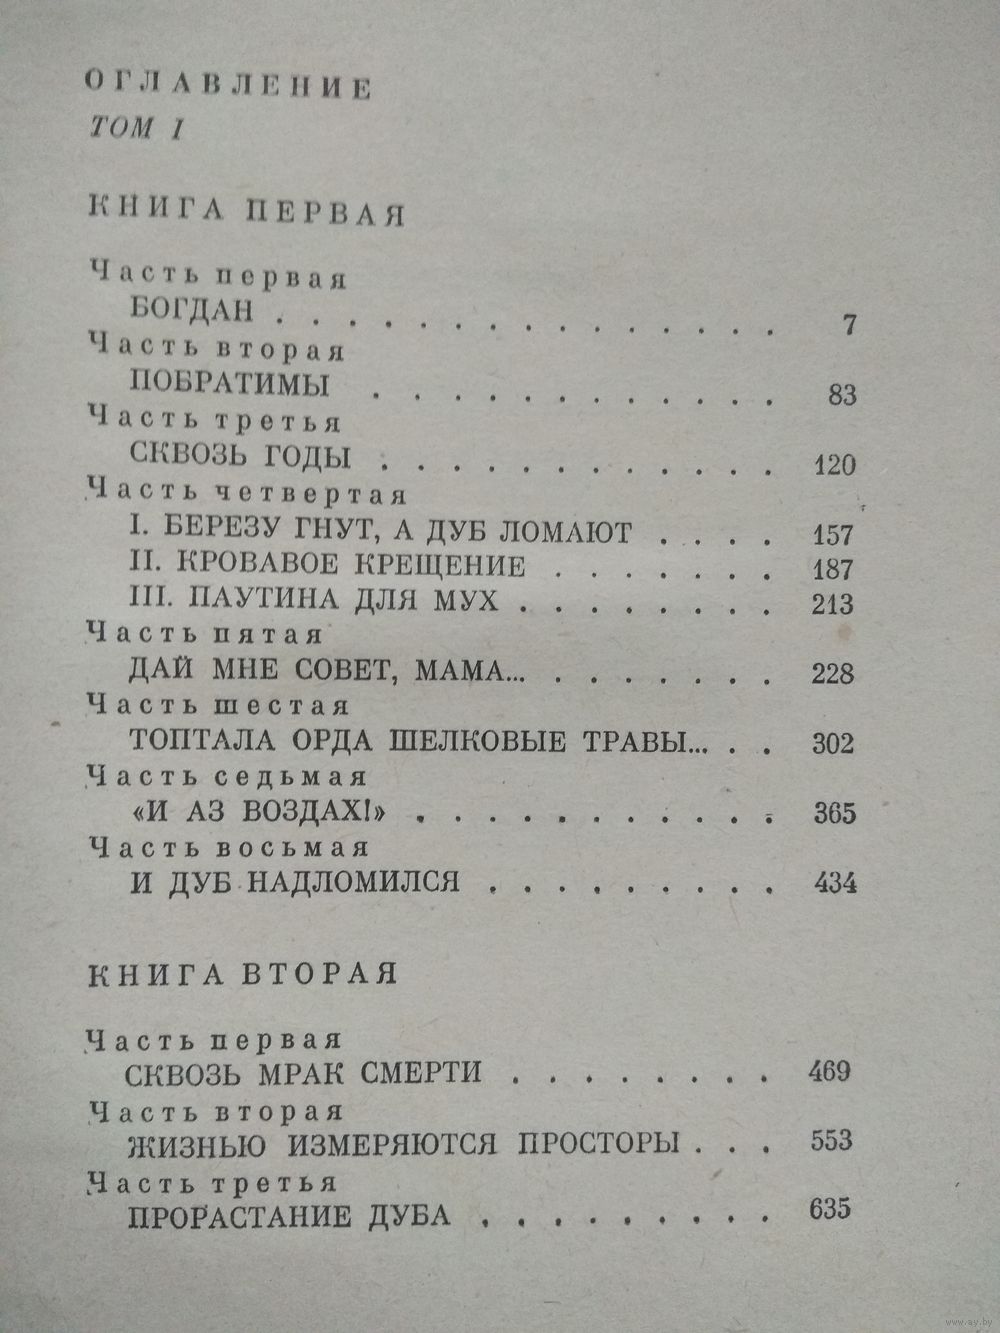 ОГЛАВЛЕНИЕ
ТОМ I
КНИГА ПЕРВАЯ
Часть первая
БОГДАН . . . . . . . . . . . . . . . 7
Часть вторая
ПОБРАТИМЫ . . . . . . . . . . . . 83
Часть третья
СКВОЗЬ ГОДЫ . . . . . . . . . . . . 120
Часть четвертая
I. БЕРЕЗУ ГНУТ, А ДУБ ЛОМАЮТ . . . . 157
II. КРОВАВОЕ КРЕЩЕНИЕ . . . . . . . 187
III. ПАУТИНА ДЛЯ МУХ . . . . . . . . 213
Часть пятая
ДАЙ МНЕ СОВЕТ, МАМА... . . . . . . . 228
Часть шестая
ТОПТАЛА ОРДА ШЕЛКОВЫЕ ТРАВЫ... . . 302
Часть седьмая
«И АЗ ВОЗДАХ!» . . . . . . . . . . . 365
Часть восьмая
И ДУБ НАДЛОМИЛСЯ . . . . . . . . . 434
КНИГА ВТОРАЯ
Часть первая
СКВОЗЬ МРАК СМЕРТИ . . . . . . . . 469
Часть вторая
ЖИЗНЬЮ ИЗМЕРЯЮТСЯ ПРОСТОРЫ . . . 553
Часть третья
ПРОРАСТАНИЕ ДУБА . . . . . . . . . 635
www.ay.by